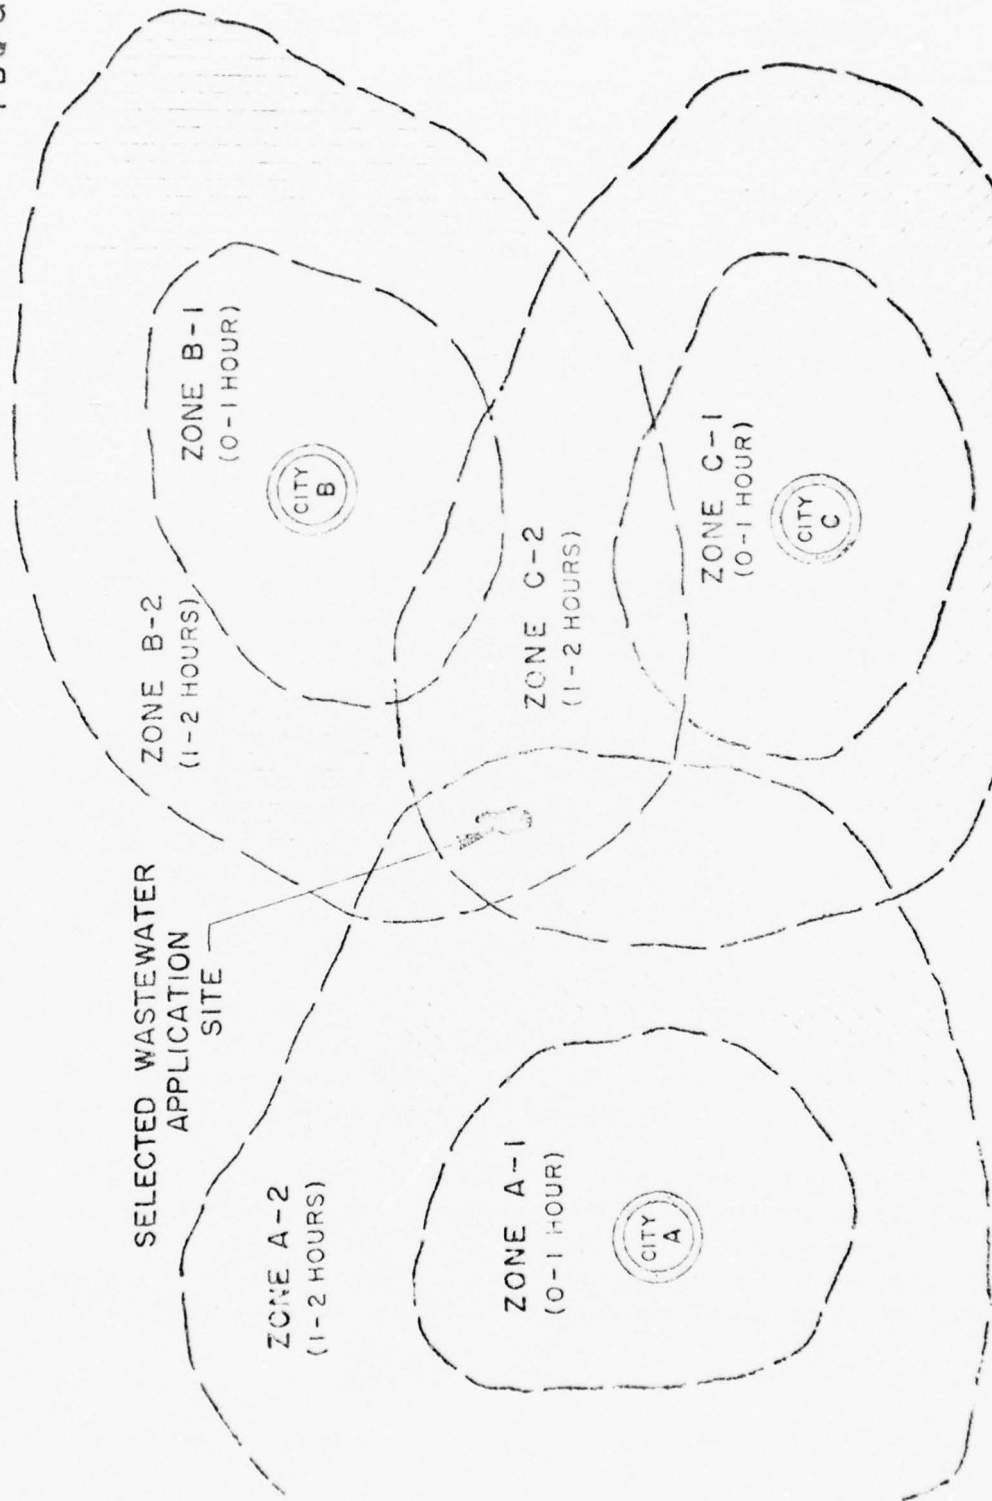 SELECTED WASTEWATER
APPLICATION
SITE
ZONE A-2
(1-2 HOURS)
ZONE A-1
(0-1 HOUR)
CITY
A
ZONE B-2
(1-2 HOURS)
ZONE B-1
(0-1 HOUR)
CITY
B
ZONE C-2
(1-2 HOURS)
ZONE C-1
(0-1 HOUR)
CITY
C